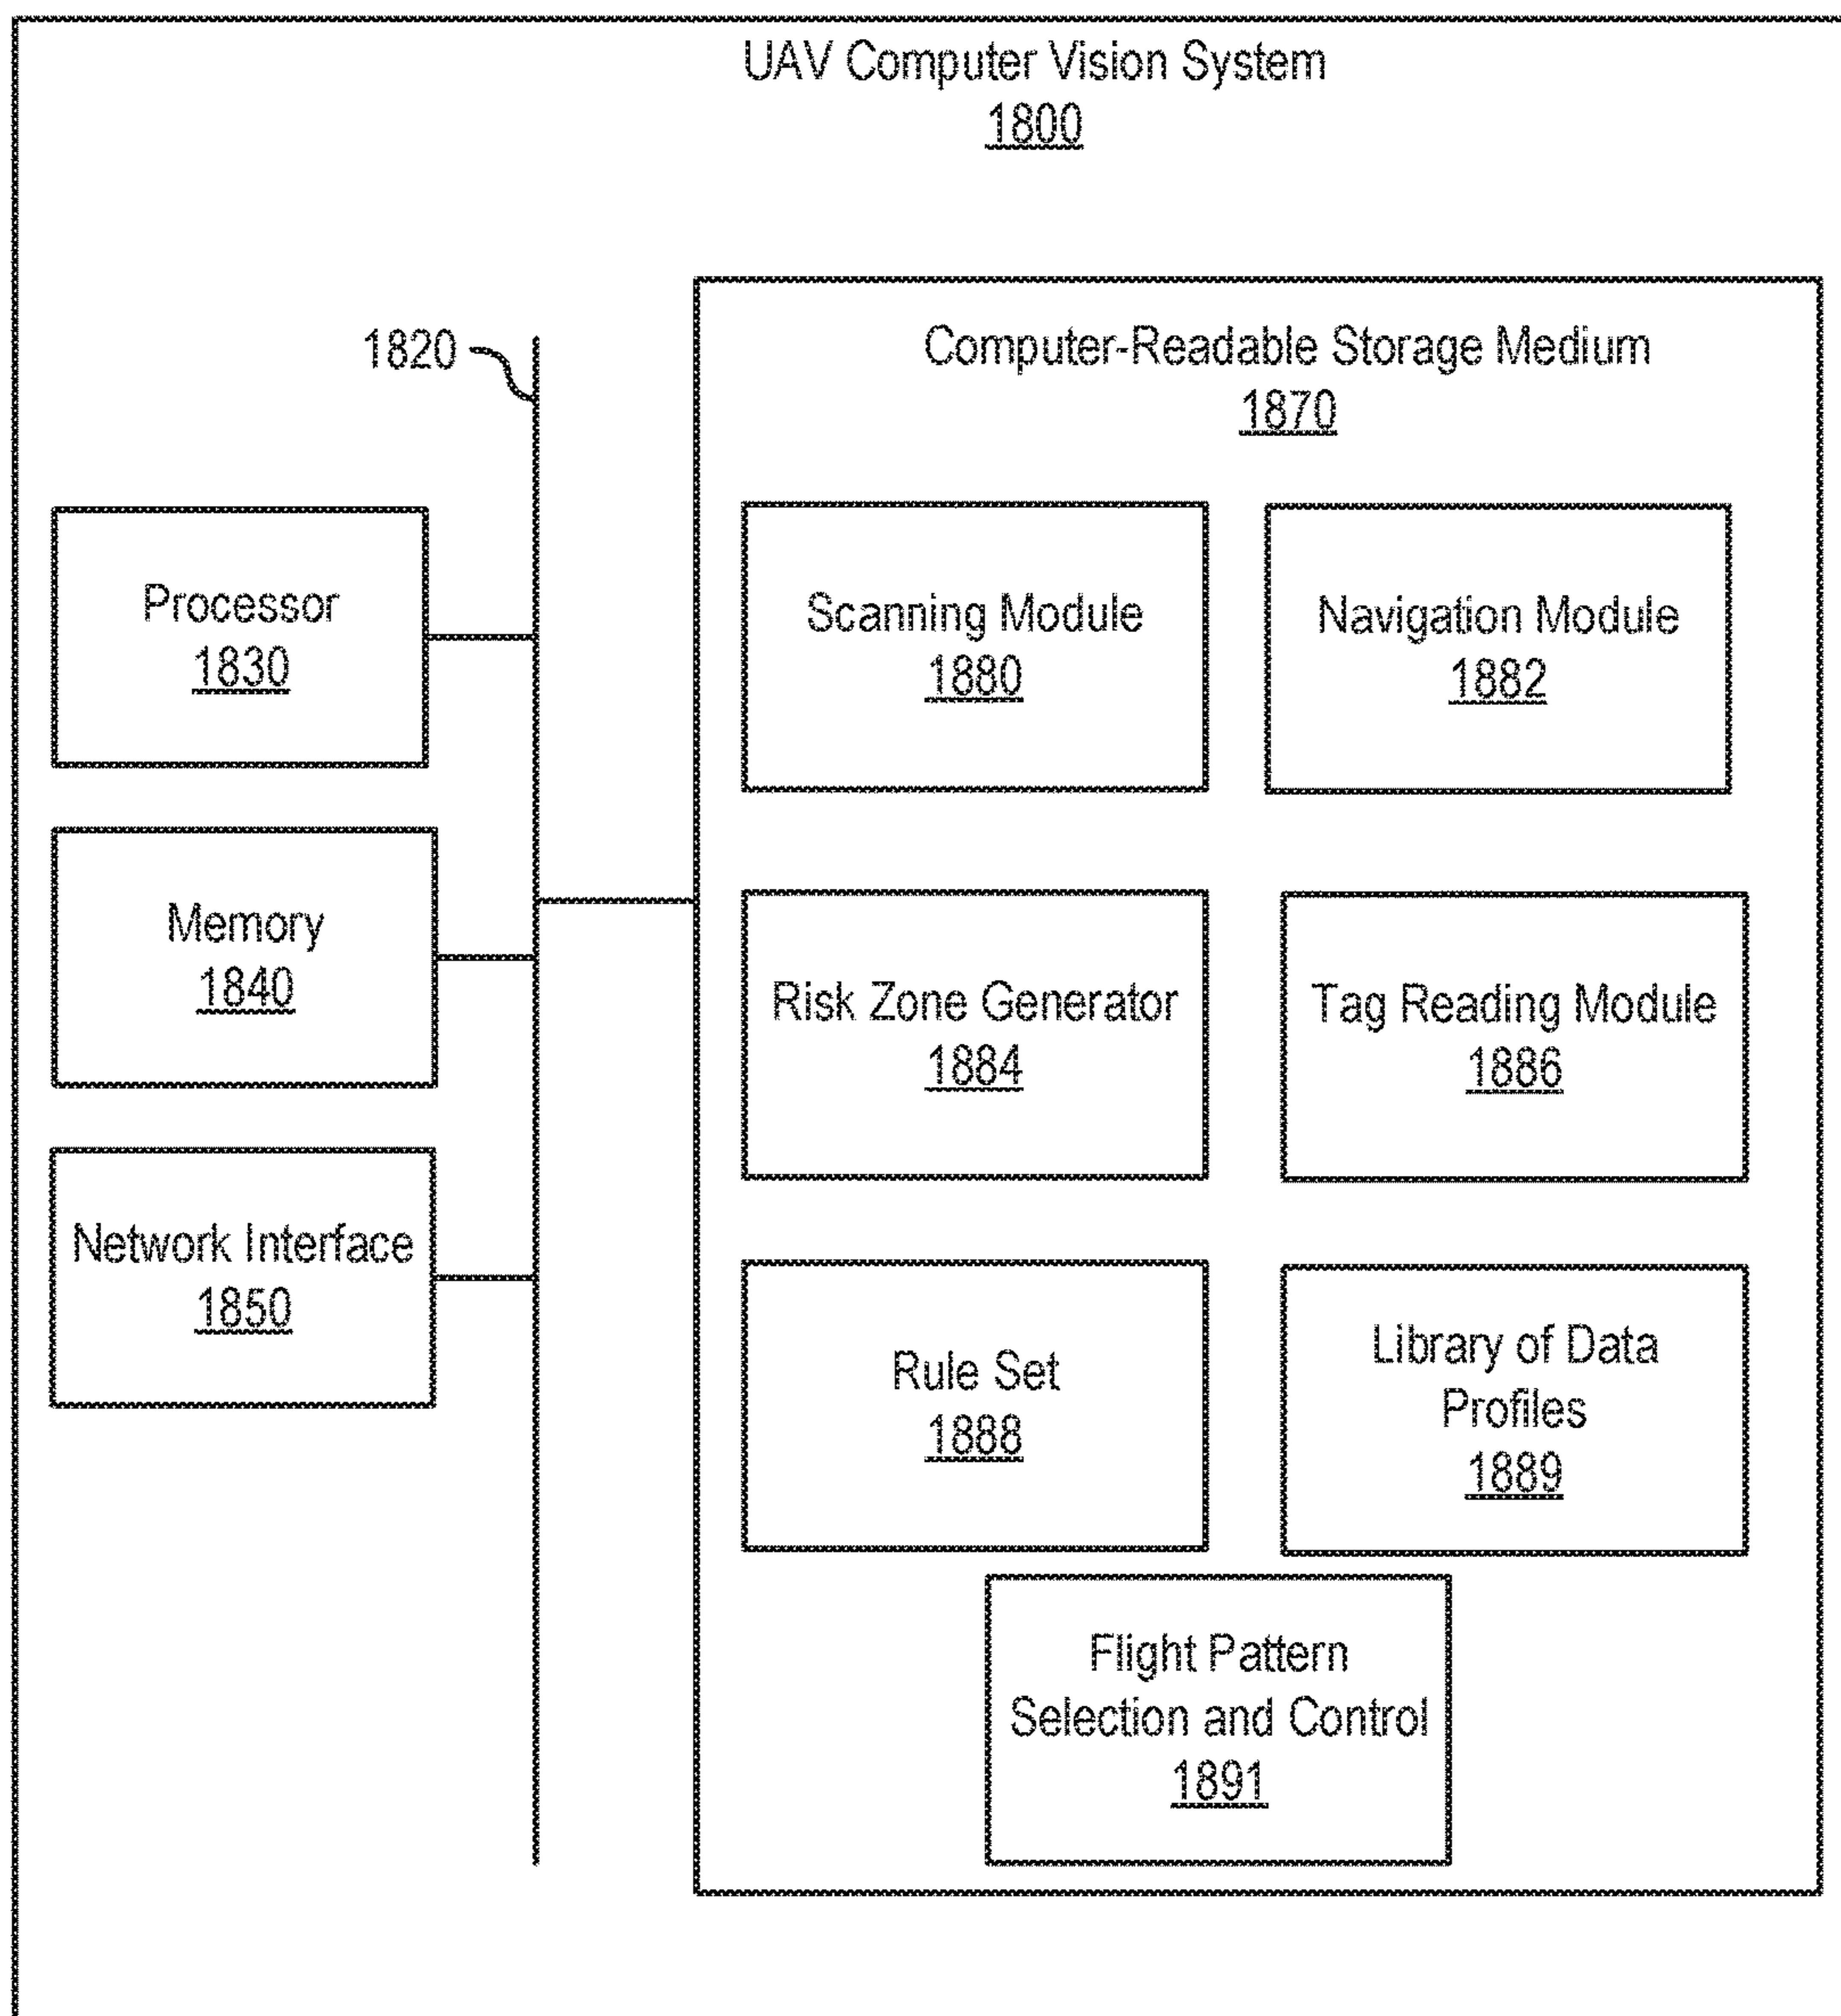 UAV Computer Vision System
1800
1820
Processor
1830
Memory
1840
Network Interface
1850
Computer-Readable Storage Medium
1870
Scanning Module
1880
Navigation Module
1882
Risk Zone Generator
1884
Tag Reading Module
1886
Rule Set
1888
Library of Data
Profiles
1889
Flight Pattern
Selection and Control
1891